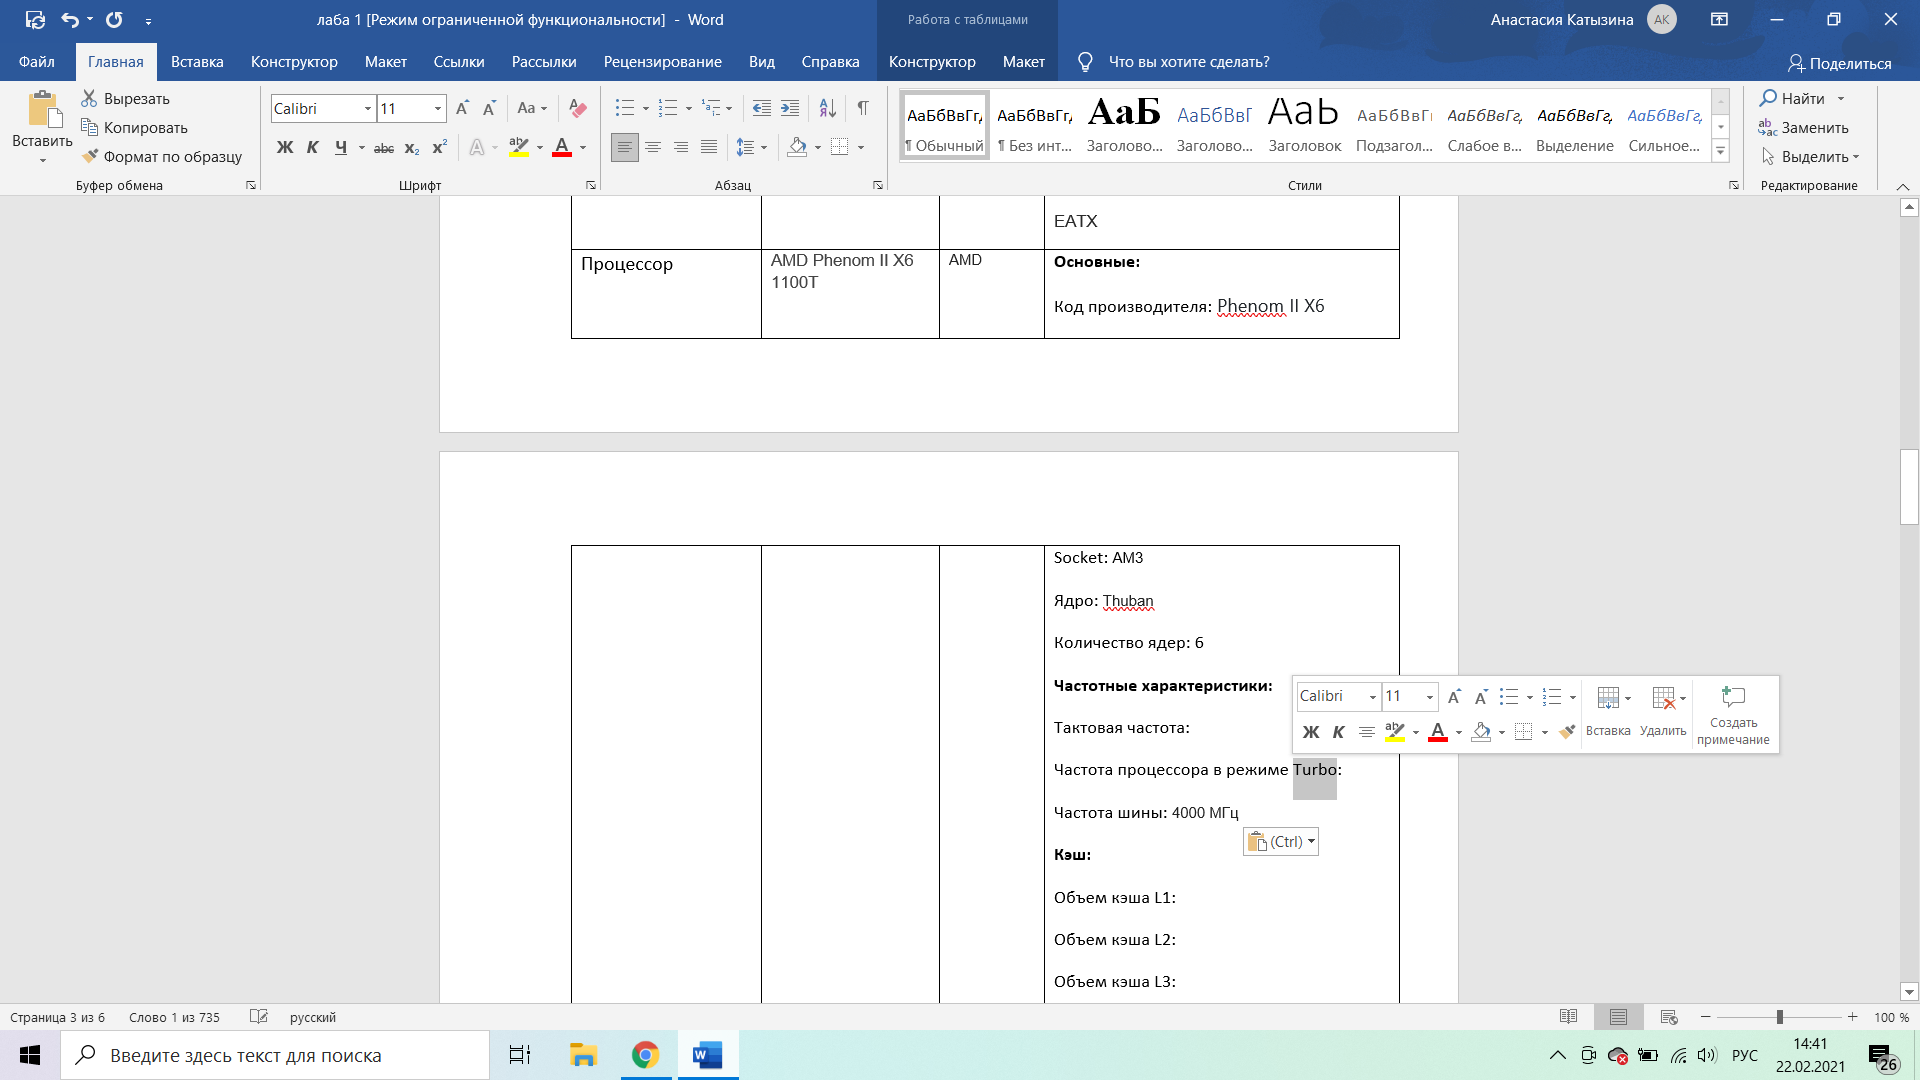 лаба 1 [Режим ограниченной функциональности] - Word
Работа с таблицами
Анастасия Катызина
АК
Файл Главная Вставка Конструктор Макет Ссылки Рассылки Рецензирование Вид Справка Конструктор Макет Что вы хотите сделать? Поделиться
Вставить
Вырезать
Копировать
Формат по образцу
Буфер обмена
Calibri 11
Aa
Ж К Ч abc x₂ x² A ab A
Шрифт
Абзац
АаБбВвГг, АаБбВвГг, АаБ АаБбВвГ АаЬ АаБбВвГг АаБбВвГг, АаБбВвГг, АаБбВвГг,
¶ Обычный ¶ Без инт... Заголово... Заголово... Заголовок Подзагол... Слабое в... Выделение Сильное...
Стили
Найти
Заменить
Выделить
Редактирование
EATX
Процессор
AMD Phenom II X6
1100T
AMD
Основные:
Код производителя: Phenom II X6
Socket: AM3
Ядро: Thuban
Количество ядер: 6
Частотные характеристики:
Тактовая частота:
Частота процессора в режиме Turbo:
Частота шины: 4000 МГц
(Ctrl)
Кэш:
Объем кэша L1:
Объем кэша L2:
Объем кэша L3:
Calibri 11
Ж К ab A
Вставка Удалить
Создать
примечание
Страница 3 из 6 Слово 1 из 735 русский
100 %
Введите здесь текст для поиска
РУС
14:41
22.02.2021
26